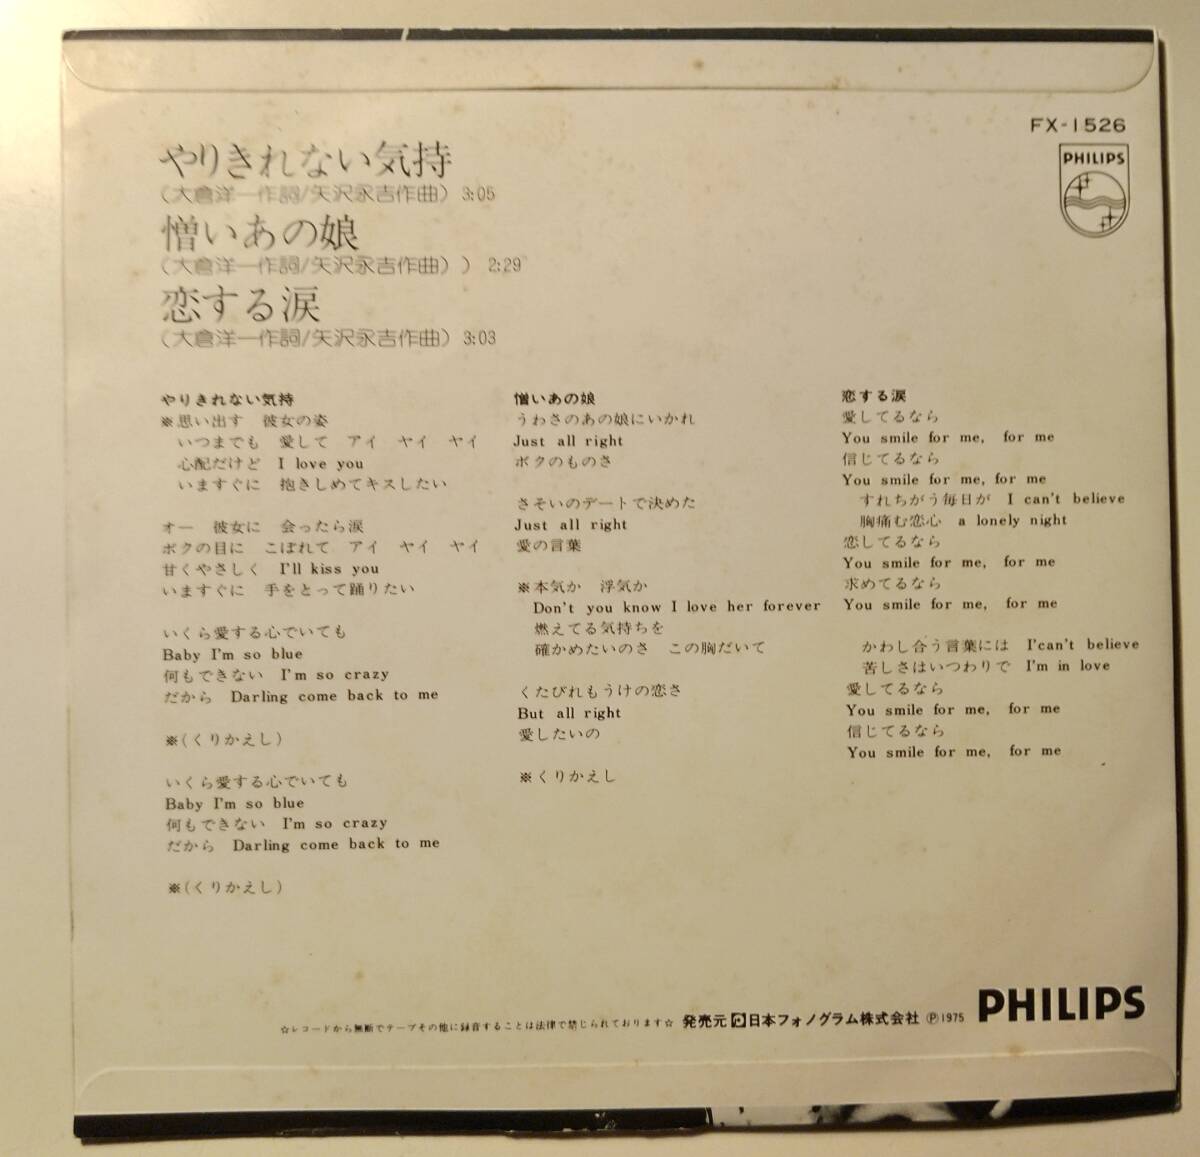 FX-1526
PHILIPS
やりきれない気持
(大倉洋一作詞/矢沢永吉作曲) 3:05
憎いあの娘
(大倉洋一作詞/矢沢永吉作曲) ) 2:29
恋する涙
(大倉洋一作詞/矢沢永吉作曲) 3:03
やりきれない気持
※思い出す 彼女の姿
いつまでも 愛して アイ ヤイ ヤイ
心配だけど I love you
いますぐに 抱きしめてキスしたい
オー 彼女に 会ったら涙
ボクの目に こぼれて アイ ヤイ ヤイ
甘くやさしく I'll kiss you
いますぐに 手をとって踊りたい
いくら愛する心でいても
Baby I'm so blue
何もできない I'm so crazy
だから Darling come back to me
※(くりかえし)
いくら愛する心でいても
Baby I'm so blue
何もできない I'm so crazy
だから Darling come back to me
※(くりかえし)
憎いあの娘
うわさのあの娘にいかれ
Just all right
ボクのものさ
さそいのデートで決めた
Just all right
愛の言葉
※本気か 浮気か
Don't you know I love her forever
燃えてる気持ちを
確かめたいのさ この胸だいて
くたびれもうけの恋さ
But all right
愛したいの
※くりかえし
恋する涙
愛してるなら
You smile for me, for me
信じてるなら
You smile for me, for me
すれちがう毎日が I can't believe
胸痛む恋心 a lonely night
恋してるなら
You smile for me, for me
求めてるなら
You smile for me, for me
かわし合う言葉には I'can't believe
苦しさはいつわりで I'm in love
愛してるなら
You smile for me, for me
信じてるなら
You smile for me, for me
☆レコードから無断でテープその他に録音することは法律で禁じられております☆ 発売元 日本フォノグラム株式会社 Ⓟ1975
PHILIPS